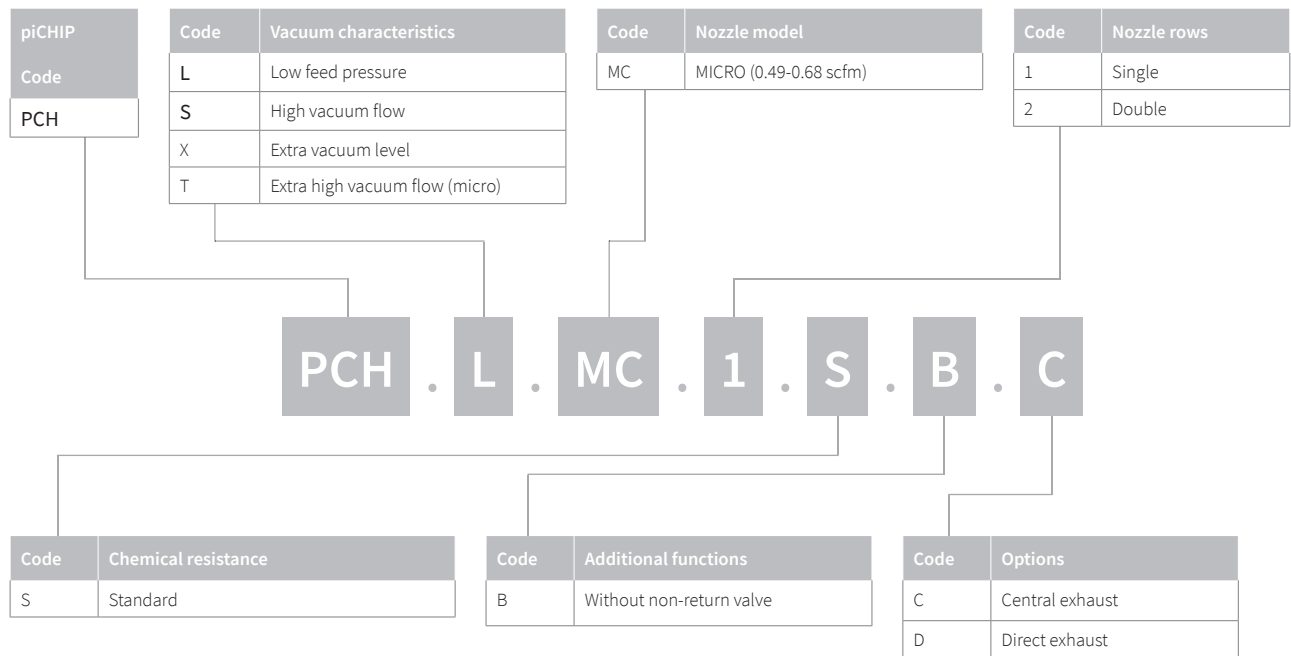 piCHIP
Code
PCH
Code Vacuum characteristics
L Low feed pressure
S High vacuum flow
X Extra vacuum level
T Extra high vacuum flow (micro)
Code Nozzle model
MC MICRO (0.49-0.68 scfm)
Code Nozzle rows
1 Single
2 Double
PCH . L . MC . 1 . S . B . C
Code Chemical resistance
S Standard
Code Additional functions
B Without non-return valve
Code Options
C Central exhaust
D Direct exhaust